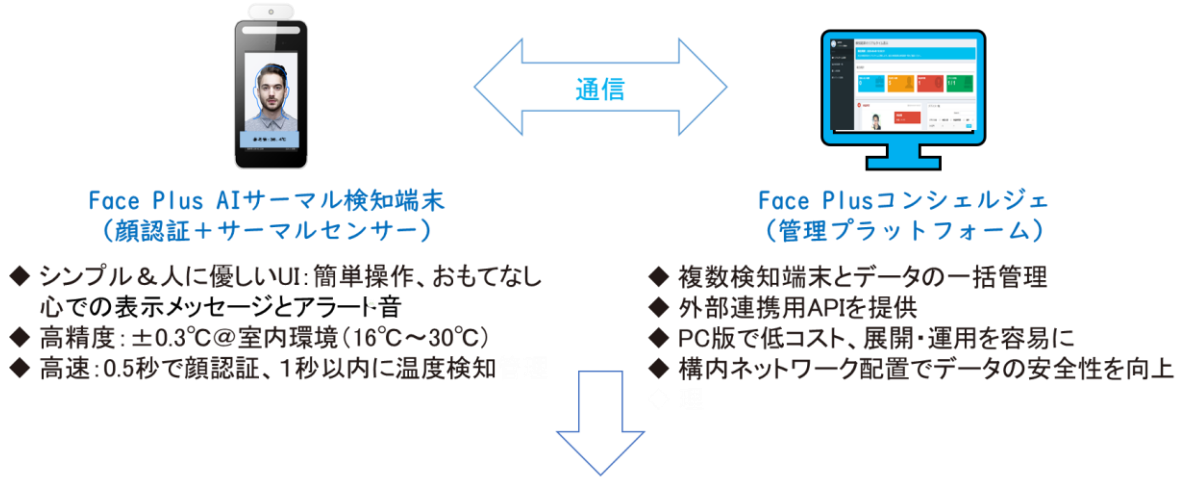 通信
Face Plus AIサーマル検知端末
（顔認証＋サーマルセンサー）
◆ シンプル＆人に優しいUI：簡単操作、おもてなし
心での表示メッセージとアラート音
◆ 高精度：±0.3℃@室内環境（16℃～30℃）
◆ 高速：0.5秒で顔認証、1秒以内に温度検知
Face Plusコンシェルジェ
（管理プラットフォーム）
◆ 複数検知端末とデータの一括管理
◆ 外部連携用APIを提供
◆ PC版で低コスト、展開・運用を容易に
◆ 構内ネットワーク配置でデータの安全性を向上